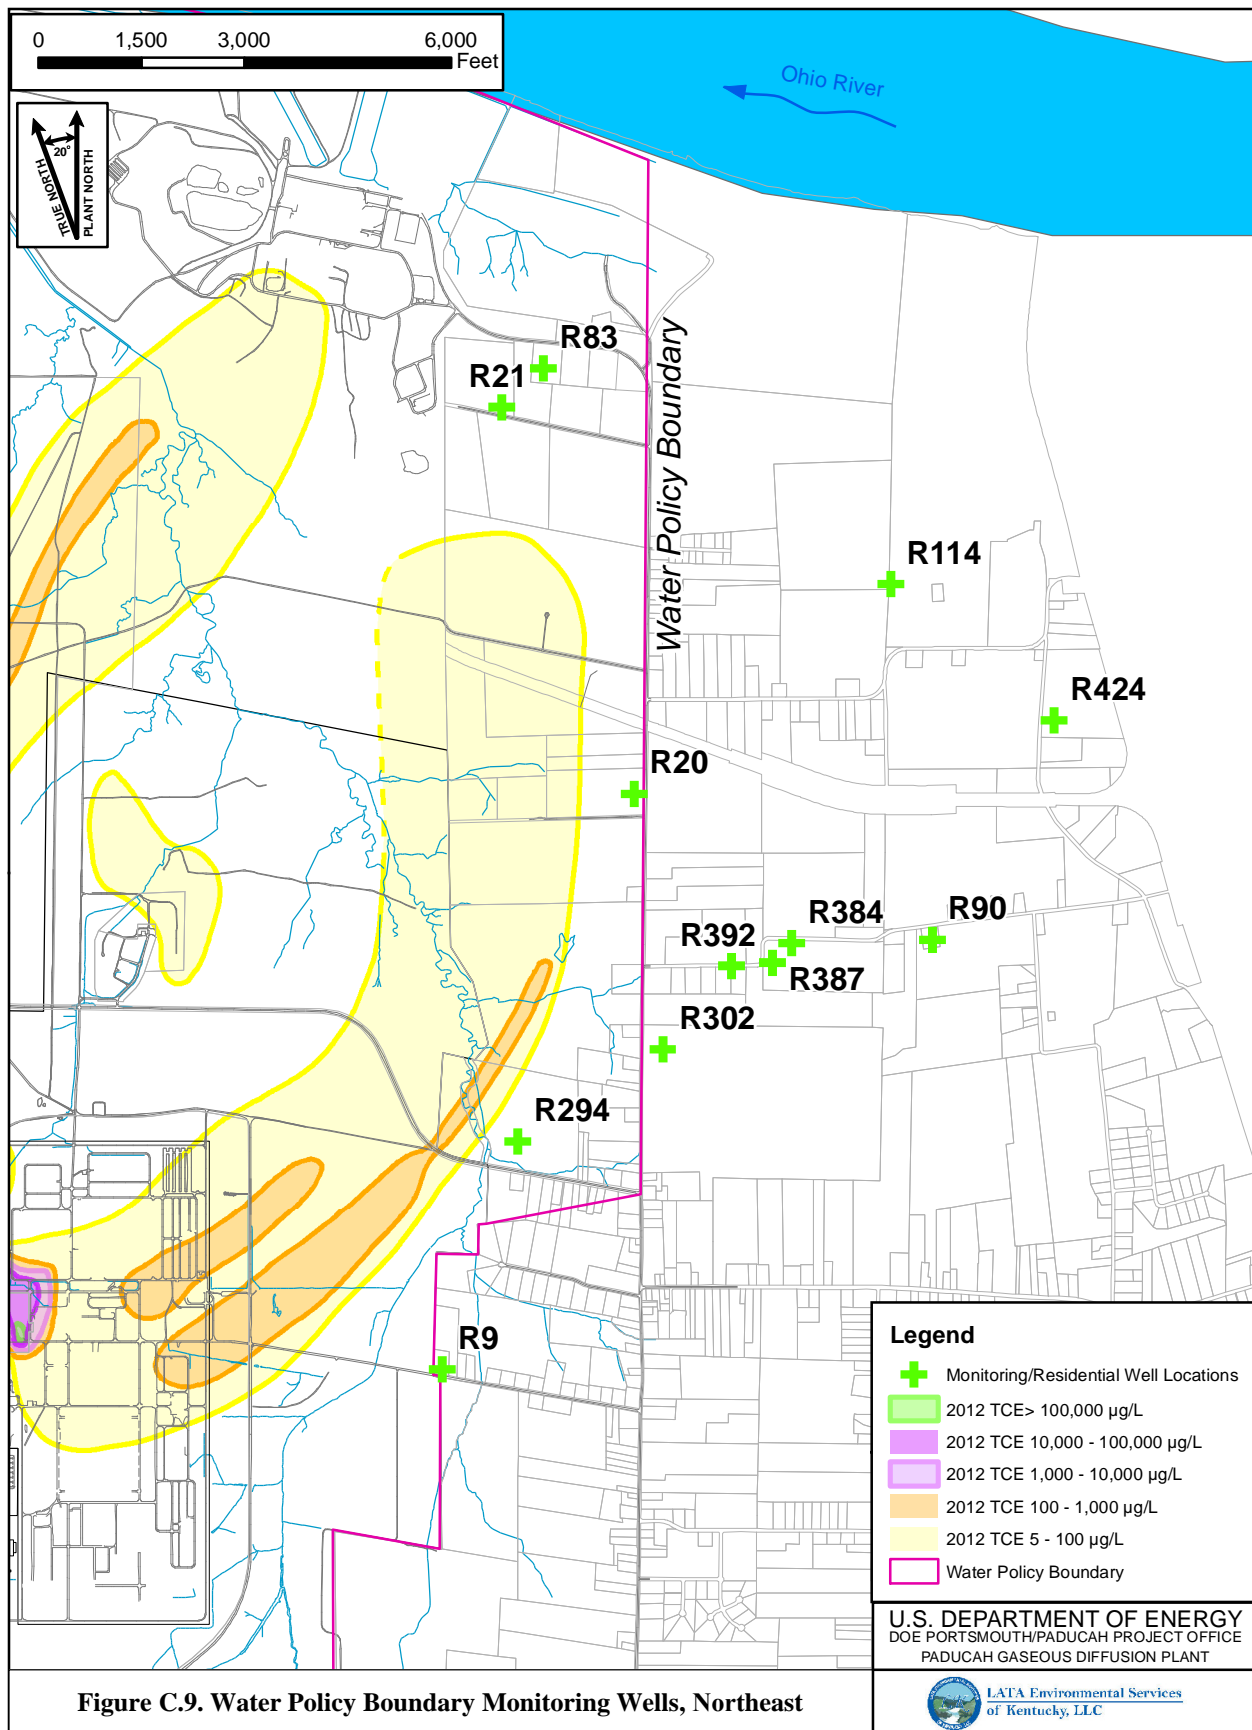 0 1,500 3,000 6,000
Feet
Ohio River
20°
TRUE NORTH
PLANT NORTH
R83
R21
Water Policy Boundary
R114
R424
R20
R384
R90
R392
R387
R302
R294
R9
Legend
Monitoring/Residential Well Locations
2012 TCE> 100,000 µg/L
2012 TCE 10,000 - 100,000 µg/L
2012 TCE 1,000 - 10,000 µg/L
2012 TCE 100 - 1,000 µg/L
2012 TCE 5 - 100 µg/L
Water Policy Boundary
U.S. DEPARTMENT OF ENERGY
DOE PORTSMOUTH/PADUCAH PROJECT OFFICE
PADUCAH GASEOUS DIFFUSION PLANT
Figure C.9. Water Policy Boundary Monitoring Wells, Northeast
LATA Environmental Services
of Kentucky, LLC